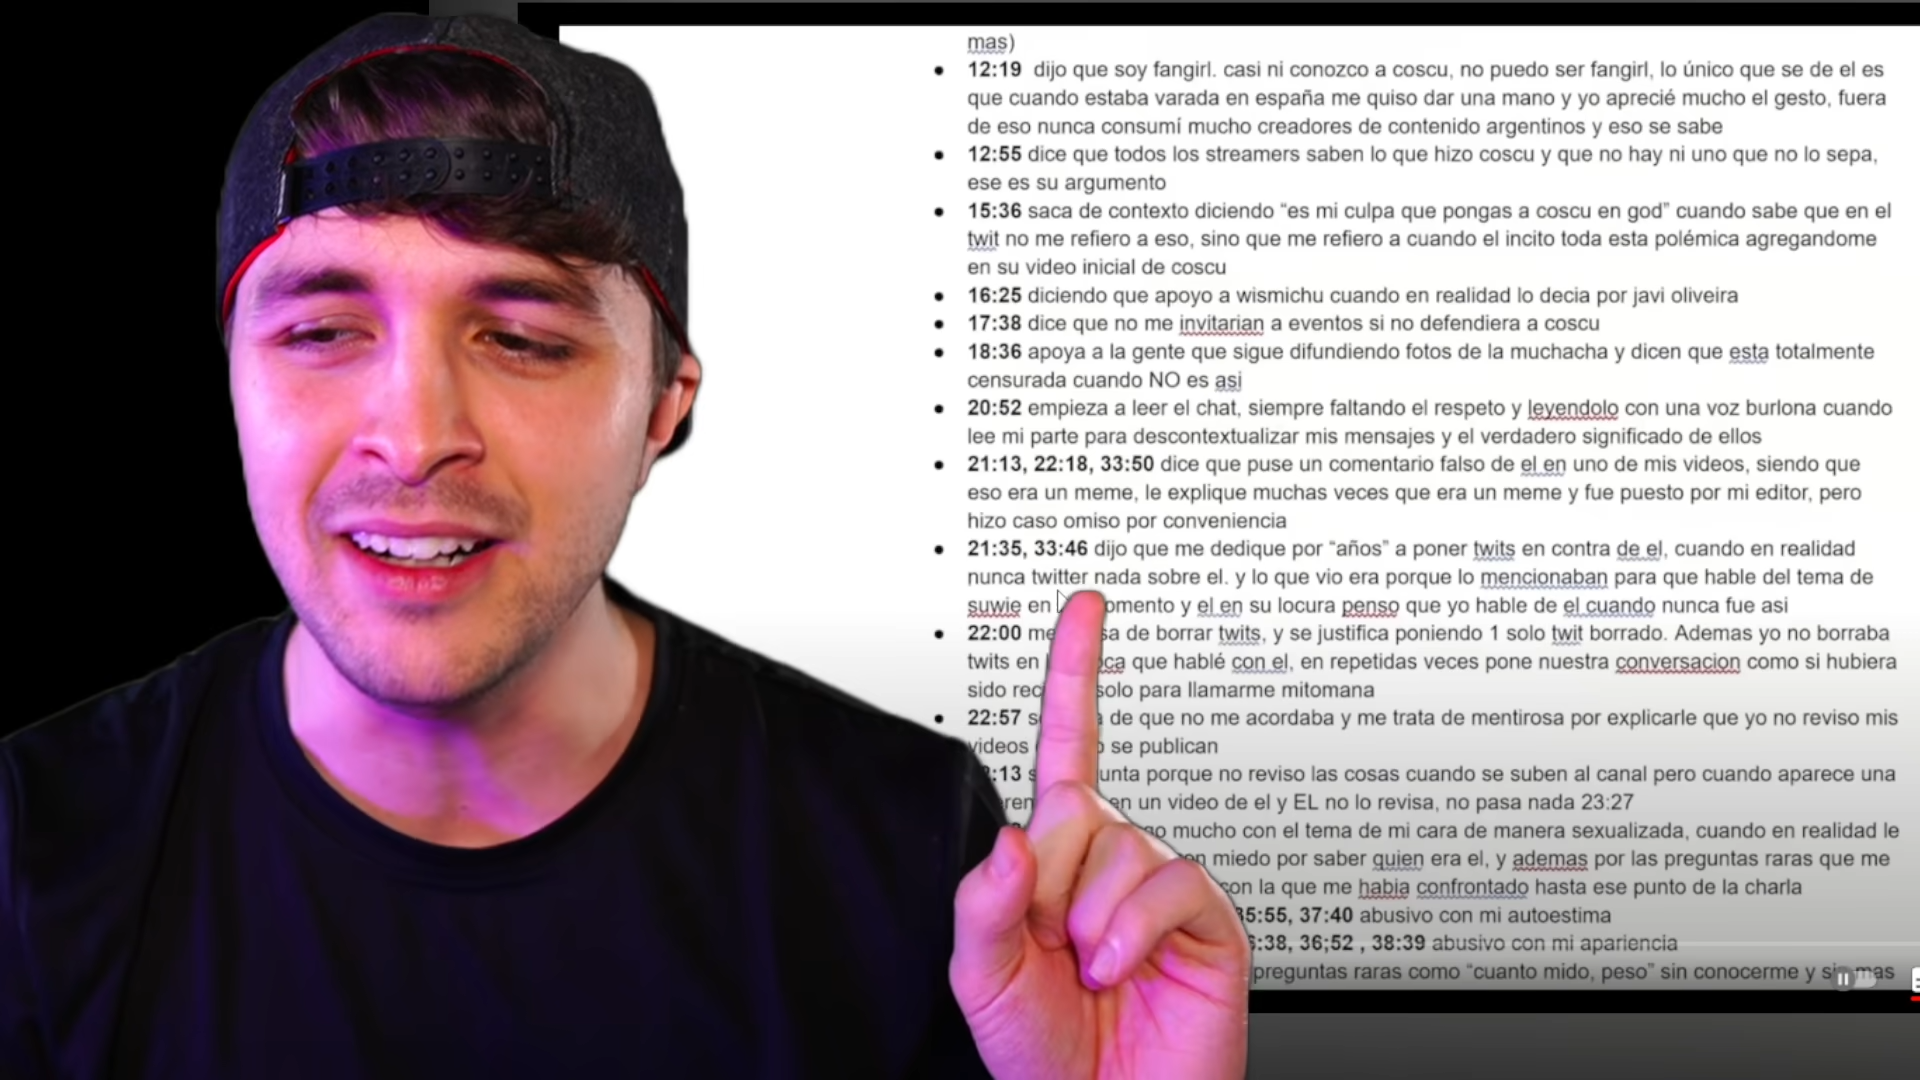 mas)
12:19 dijo que soy fangirl. casi ni conozco a coscu, no puedo ser fangirl, lo único que se de el es
que cuando estaba varada en españa me quiso dar una mano y yo aprecié mucho el gesto, fuera
de eso nunca consumí mucho creadores de contenido argentinos y eso se sabe
12:55 dice que todos los streamers saben lo que hizo coscu y que no hay ni uno que no lo sepa,
ese es su argumento
15:36 saca de contexto diciendo “es mi culpa que pongas a coscu en god” cuando sabe que en el
twit no me refiero a eso, sino que me refiero a cuando el incito toda esta polémica agregandome
en su video inicial de coscu
16:25 diciendo que apoyo a wismichu cuando en realidad lo decia por javi oliveira
17:38 dice que no me invitarian a eventos si no defendiera a coscu
18:36 apoya a la gente que sigue difundiendo fotos de la muchacha y dicen que esta totalmente
censurada cuando NO es asi
20:52 empieza a leer el chat, siempre faltando el respeto y leyendolo con una voz burlona cuando
lee mi parte para descontextualizar mis mensajes y el verdadero significado de ellos
21:13, 22:18, 33:50 dice que puse un comentario falso de el en uno de mis videos, siendo que
eso era un meme, le explique muchas veces que era un meme y fue puesto por mi editor, pero
hizo caso omiso por conveniencia
21:35, 33:46 dijo que me dedique por “años” a poner twits en contra de el, cuando en realidad
nunca twitter nada sobre el. y lo que vio era porque lo mencionaban para que hable del tema de
suwie en omento y el en su locura penso que yo hable de el cuando nunca fue asi
22:00 me sa de borrar twits, y se justifica poniendo 1 solo twit borrado. Ademas yo no borraba
twits en ca que hablé con el, en repetidas veces pone nuestra conversacion como si hubiera
sido rec solo para llamarme mitomana
22:57 s de que no me acordaba y me trata de mentirosa por explicarle que yo no reviso mis
videos o se publican
:13 s unta porque no reviso las cosas cuando se suben al canal pero cuando aparece una
eren en un video de el y EL no lo revisa, no pasa nada 23:27
go mucho con el tema de mi cara de manera sexualizada, cuando en realidad le
on miedo por saber quien era el, y ademas por las preguntas raras que me
con la que me habia confrontado hasta ese punto de la charla
35:55, 37:40 abusivo con mi autoestima
6:38, 36;52 , 38:39 abusivo con mi apariencia
preguntas raras como “cuanto mido, peso” sin conocerme y sin mas